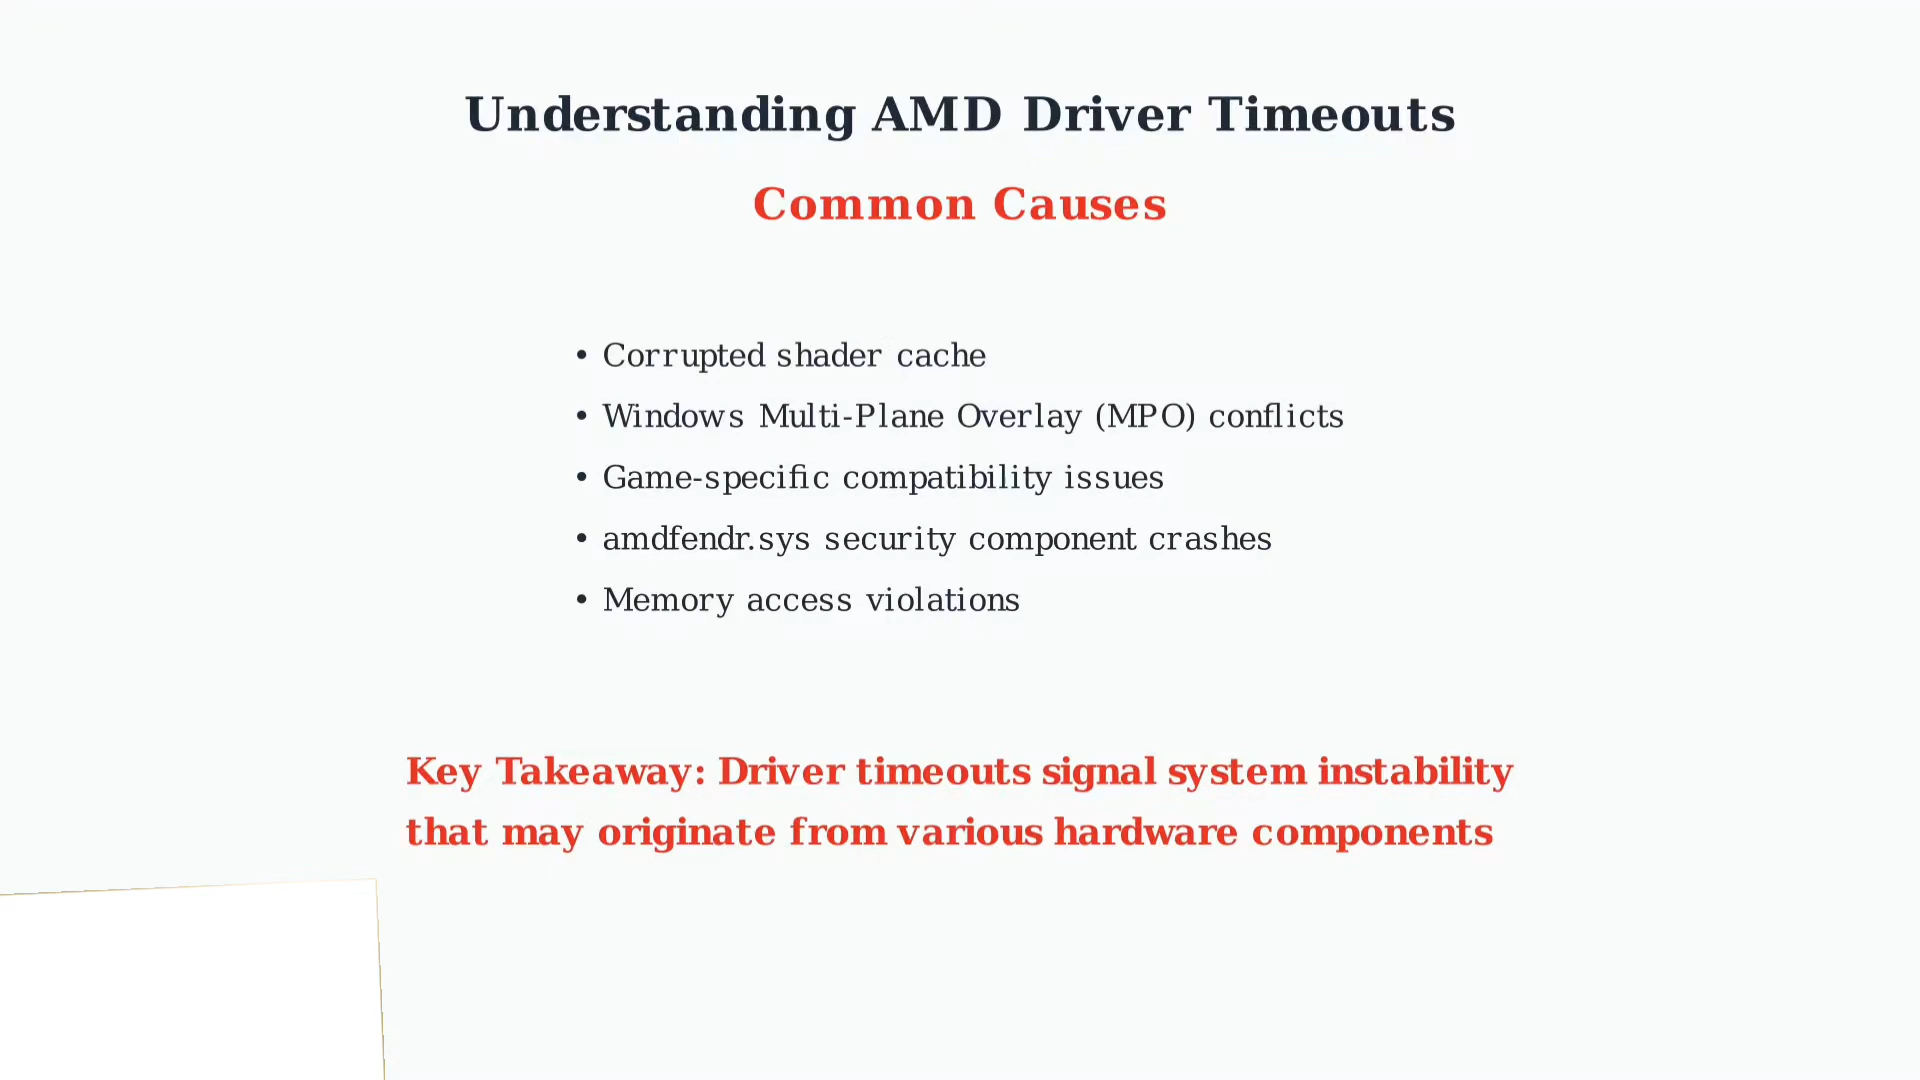 Understanding AMD Driver Timeouts
Common Causes
• Corrupted shader cache
• Windows Multi-Plane Overlay (MPO) conflicts
• Game-specific compatibility issues
• amdfendr.sys security component crashes
• Memory access violations
Key Takeaway: Driver timeouts signal system instability
that may originate from various hardware components